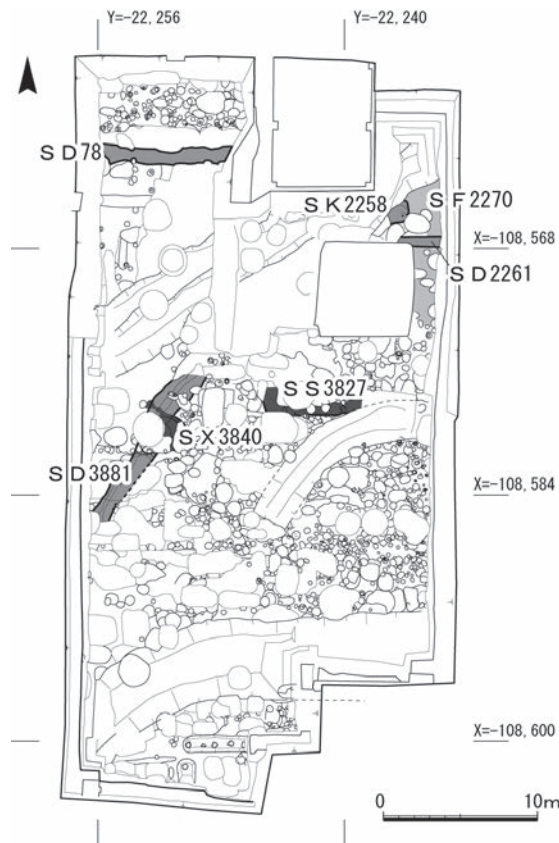 Y=-22,256
Y=-22,240
SD78
SK2258
SF2270
X=-108,568
SD2261
SS3827
SX3840
SD3881
X=-108,584
X=-108,600
0
10m